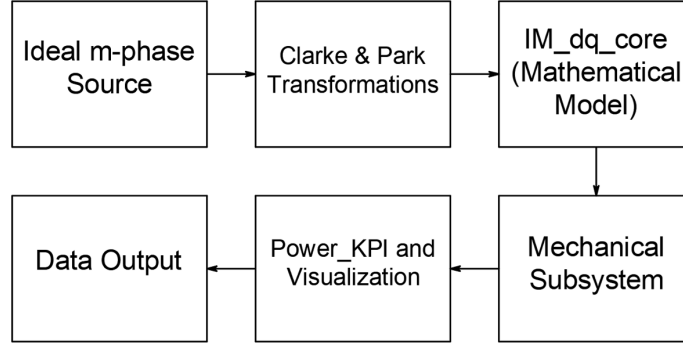 Ideal m-phase
Source
Clarke & Park
Transformations
IM_dq_core
(Mathematical
Model)
Data Output
Power_KPI and
Visualization
Mechanical
Subsystem